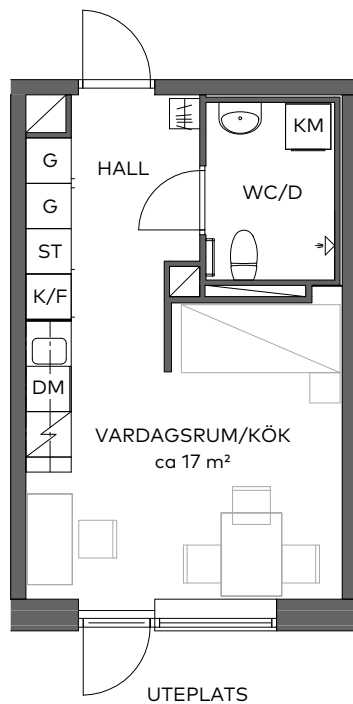 KM
G
HALL
G
WC/D
ST
K/F
DM
VARDAGSRUM/KÖK
ca 17 m²
UTEPLATS